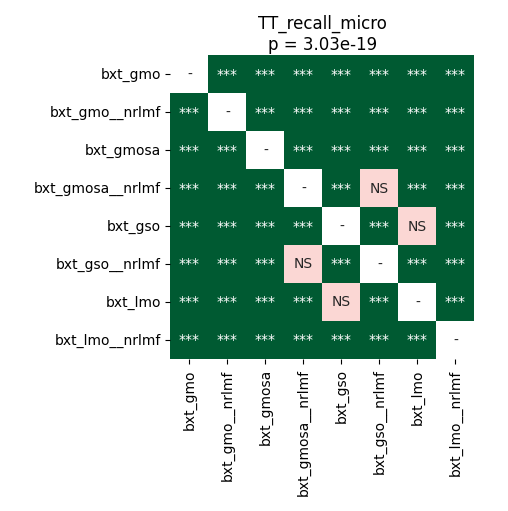 TT_recall_micro
p = 3.03e-19
bxt_gmo - *** *** *** *** *** *** ***
bxt_gmo__nrlmf *** - *** *** *** *** *** ***
bxt_gmosa *** *** - *** *** *** *** ***
bxt_gmosa__nrlmf *** *** *** - *** NS *** ***
bxt_gso *** *** *** *** - *** NS ***
bxt_gso__nrlmf *** *** *** NS *** - *** ***
bxt_lmo *** *** *** *** NS *** - ***
bxt_lmo__nrlmf *** *** *** *** *** *** *** -
bxt_gmo
bxt_gmo__nrlmf
bxt_gmosa
bxt_gmosa__nrlmf
bxt_gso
bxt_gso__nrlmf
bxt_lmo
bxt_lmo__nrlmf